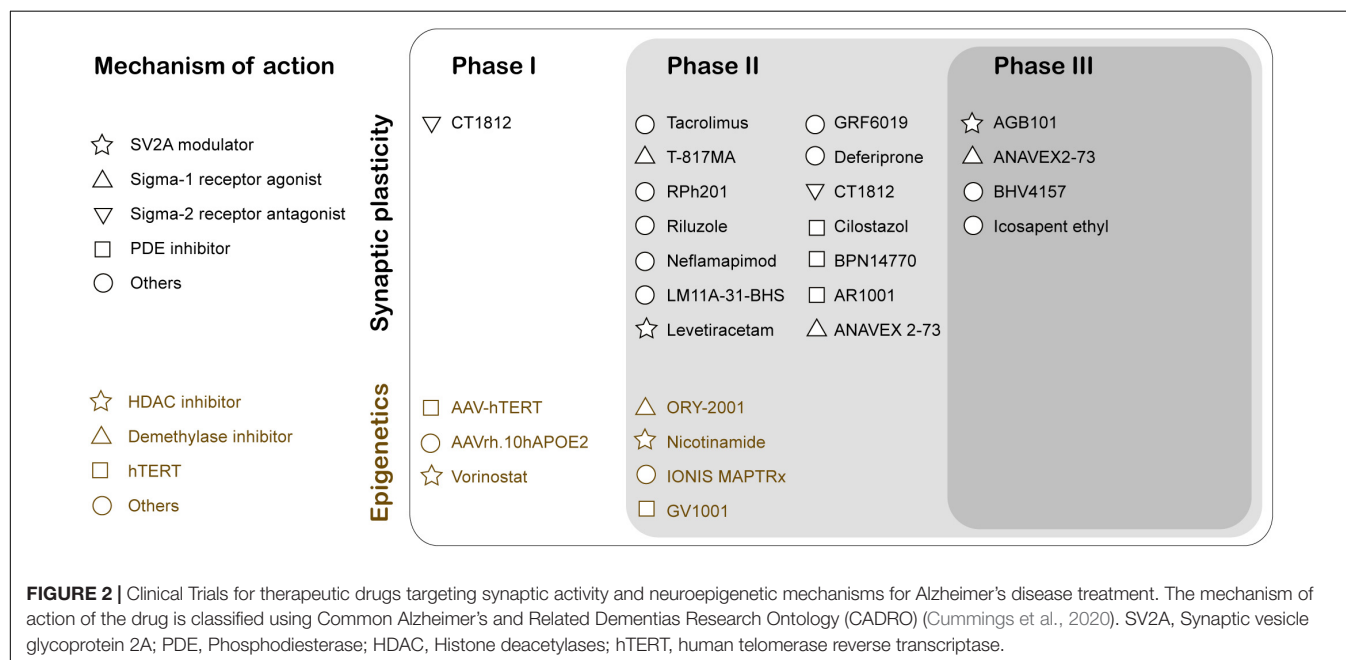 Mechanism of action
Phase I
Phase II
Phase III
Synaptic plasticity
SV2A modulator
Sigma-1 receptor agonist
Sigma-2 receptor antagonist
PDE inhibitor
Others
CT1812
Tacrolimus
T-817MA
RPh201
Riluzole
Neflamapimod
LM11A-31-BHS
Levetiracetam
GRF6019
Deferiprone
CT1812
Cilostazol
BPN14770
AR1001
ANAVEX 2-73
AGB101
ANAVEX2-73
BHV4157
Icosapent ethyl
Epigenetics
HDAC inhibitor
Demethylase inhibitor
hTERT
Others
AAV-hTERT
AAVrh.10hAPOE2
Vorinostat
ORY-2001
Nicotinamide
IONIS MAPTRx
GV1001
FIGURE 2 | Clinical Trials for therapeutic drugs targeting synaptic activity and neuroepigenetic mechanisms for Alzheimer's disease treatment. The mechanism of
action of the drug is classified using Common Alzheimer's and Related Dementias Research Ontology (CADRO) (Cummings et al., 2020). SV2A, Synaptic vesicle
glycoprotein 2A; PDE, Phosphodiesterase; HDAC, Histone deacetylases; hTERT, human telomerase reverse transcriptase.